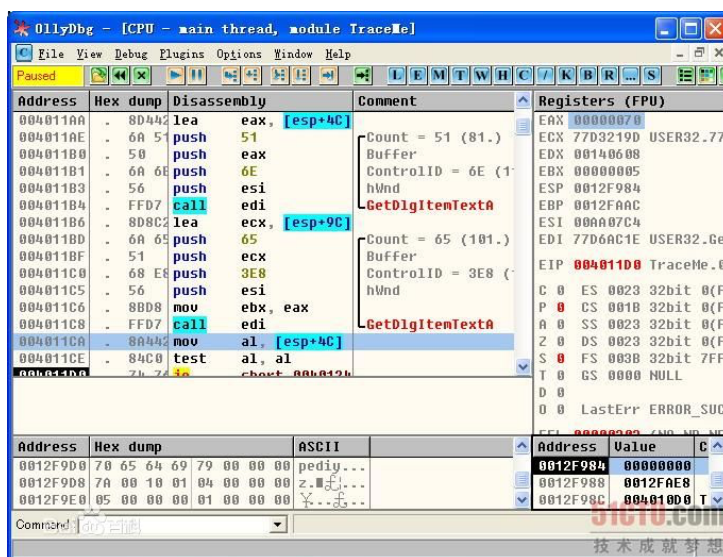 OllyDbg - [CPU - main thread, module TraceMe]
File View Debug Plugins Options Window Help
Paused L E M T W H C / K B R ... S
Address Hex dump Disassembly Comment Registers (FPU)
004011AA . 8D442 lea eax, [esp+4C]
004011AE . 6A 51 push 51 Count = 51 (81.)
004011B0 . 50 push eax Buffer
004011B1 . 6A 6E push 6E ControlID = 6E (1
004011B3 . 56 push esi hWnd
004011B4 . FFD7 call edi GetDlgItemTextA
004011B6 . 8D8C2 lea ecx, [esp+9C]
004011BD . 6A 65 push 65 Count = 65 (101.)
004011BF . 51 push ecx Buffer
004011C0 . 68 E8 push 3E8 ControlID = 3E8 (
004011C5 . 56 push esi hWnd
004011C6 . 8BD8 mov ebx, eax
004011C8 . FFD7 call edi GetDlgItemTextA
004011CA . 8A442 mov al, [esp+4C]
004011CE . 84C0 test al, al
004011D0
EAX 00000070
ECX 77D3219D USER32.77
EDX 00140608
EBX 00000005
ESP 0012F984
EBP 0012FAAC
ESI 00AA07C4
EDI 77D6AC1E USER32.Ge
EIP 004011D0 TraceMe.0
C 0 ES 0023 32bit 0(F
P 0 CS 001B 32bit 0(F
A 0 SS 0023 32bit 0(F
Z 0 DS 0023 32bit 0(F
S 0 FS 003B 32bit 7FF
T 0 GS 0000 NULL
D 0
O 0 LastErr ERROR_SUC
Address Hex dump ASCII
0012F9D0 70 65 64 69 79 00 00 00 pediy...
0012F9D8 7A 00 10 01 04 00 00 00
0012F9E0 05 00 00 00 01 00 00 00
Address Value C
0012F984 00000000
0012F988 0012FAE8
0012F98C 004010D0 T
Command
Bai百科
51CTO.com
技术成就梦想